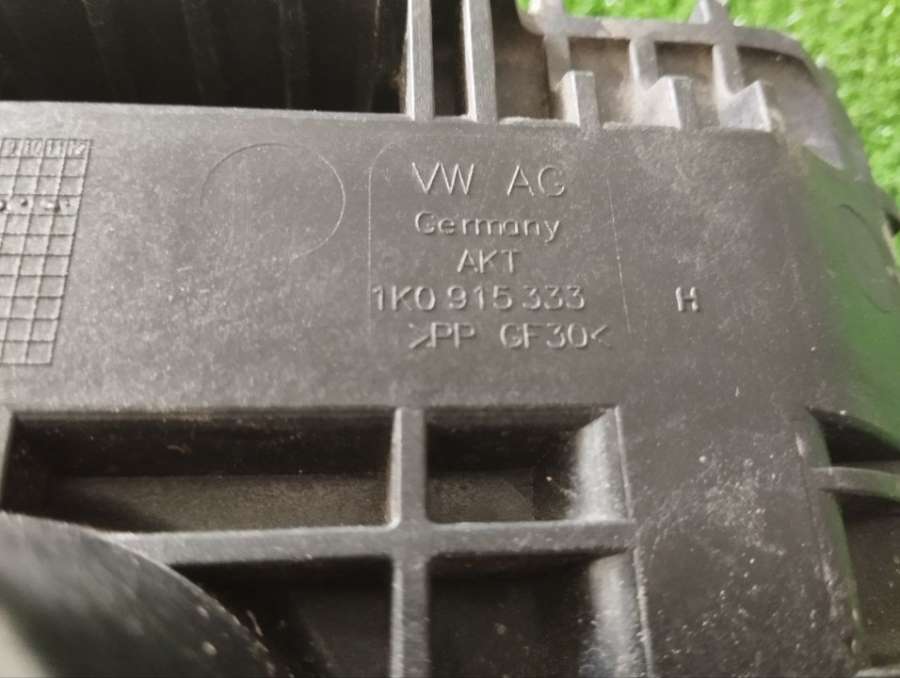 VW AG
Germany
AKT
1K0 915 333 H
>PP GF30<